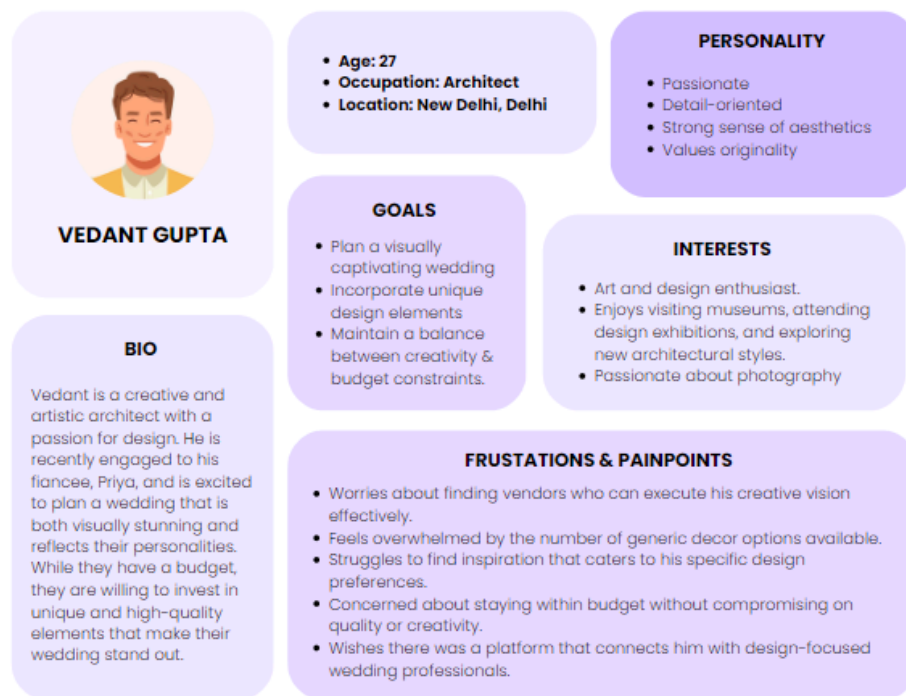 VEDANT GUPTA
• Age: 27
• Occupation: Architect
• Location: New Delhi, Delhi
PERSONALITY
• Passionate
• Detail-oriented
• Strong sense of aesthetics
• Values originality
GOALS
• Plan a visually
captivating wedding
• Incorporate unique
design elements
• Maintain a balance
between creativity &
budget constraints.
INTERESTS
• Art and design enthusiast.
• Enjoys visiting museums, attending
design exhibitions, and exploring
new architectural styles.
• Passionate about photography
BIO
Vedant is a creative and
artistic architect with a
passion for design. He is
recently engaged to his
fiancee, Priya, and is excited
to plan a wedding that is
both visually stunning and
reflects their personalities.
While they have a budget,
they are willing to invest in
unique and high-quality
elements that make their
wedding stand out.
FRUSTATIONS & PAINPOINTS
• Worries about finding vendors who can execute his creative vision
effectively.
• Feels overwhelmed by the number of generic decor options available.
• Struggles to find inspiration that caters to his specific design
preferences.
• Concerned about staying within budget without compromising on
quality or creativity.
• Wishes there was a platform that connects him with design-focused
wedding professionals.